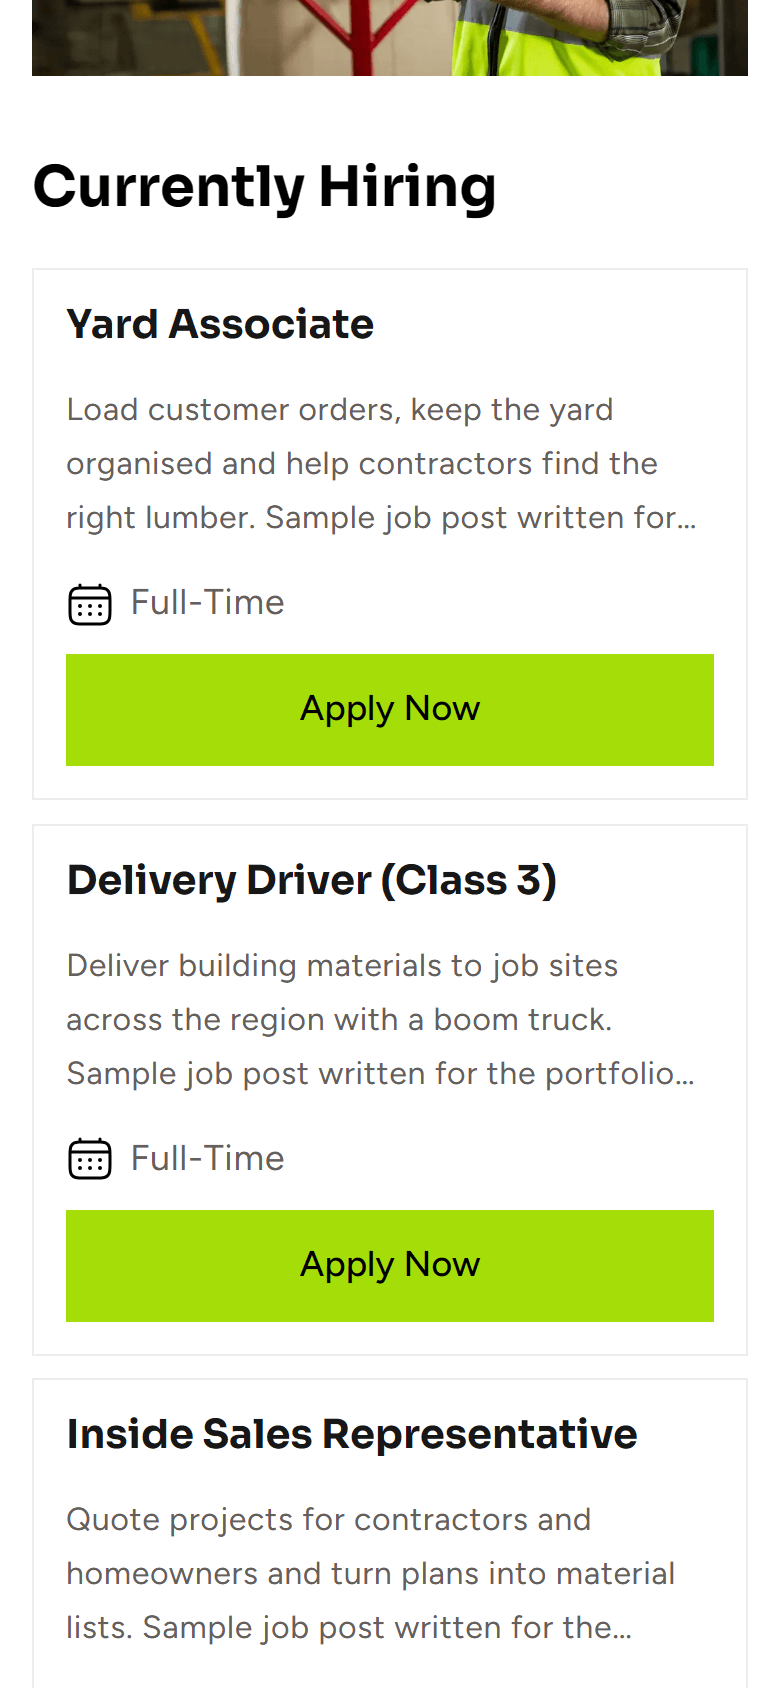 Currently Hiring
Yard Associate
Load customer orders, keep the yard
organised and help contractors find the
right lumber. Sample job post written for...
Full-Time
Apply Now
Delivery Driver (Class 3)
Deliver building materials to job sites
across the region with a boom truck.
Sample job post written for the portfolio...
Full-Time
Apply Now
Inside Sales Representative
Quote projects for contractors and
homeowners and turn plans into material
lists. Sample job post written for the...